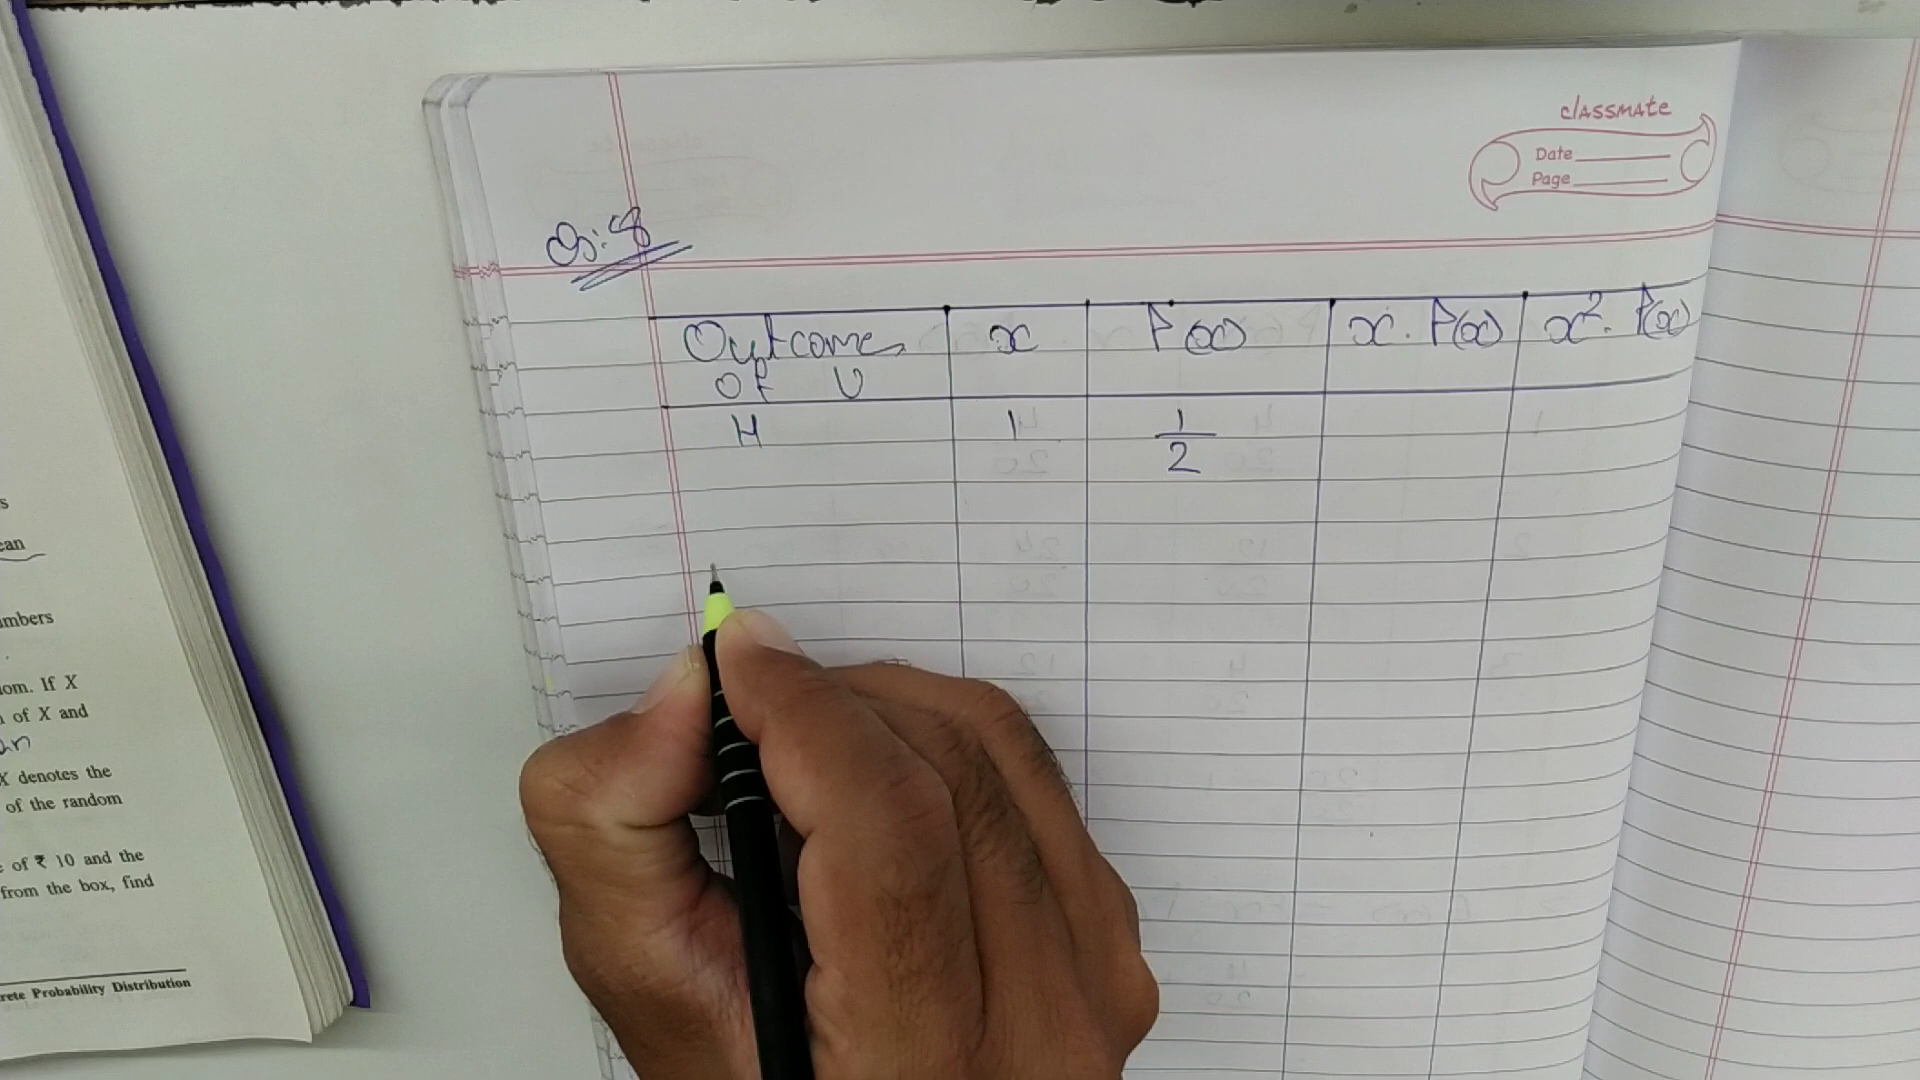 classmate
Date
Page
Q:8
Outcomes x P(x) x.P(x) x². P(x)
of U
H 1 1/2
s
ean
umbers
om. If X
of X and
X denotes the
of the random
of ₹ 10 and the
from the box, find
rete Probability Distribution